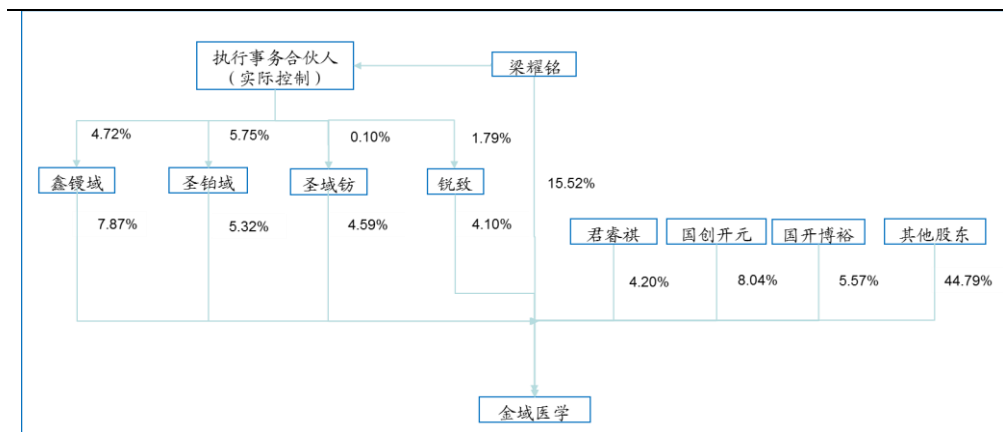 执行事务合伙人
（实际控制）
梁耀铭
4.72%
5.75%
0.10%
1.79%
鑫镘域
圣铂域
圣域钫
锐致
15.52%
7.87%
5.32%
4.59%
4.10%
君睿祺
国创开元
国开博裕
其他股东
4.20%
8.04%
5.57%
44.79%
金域医学